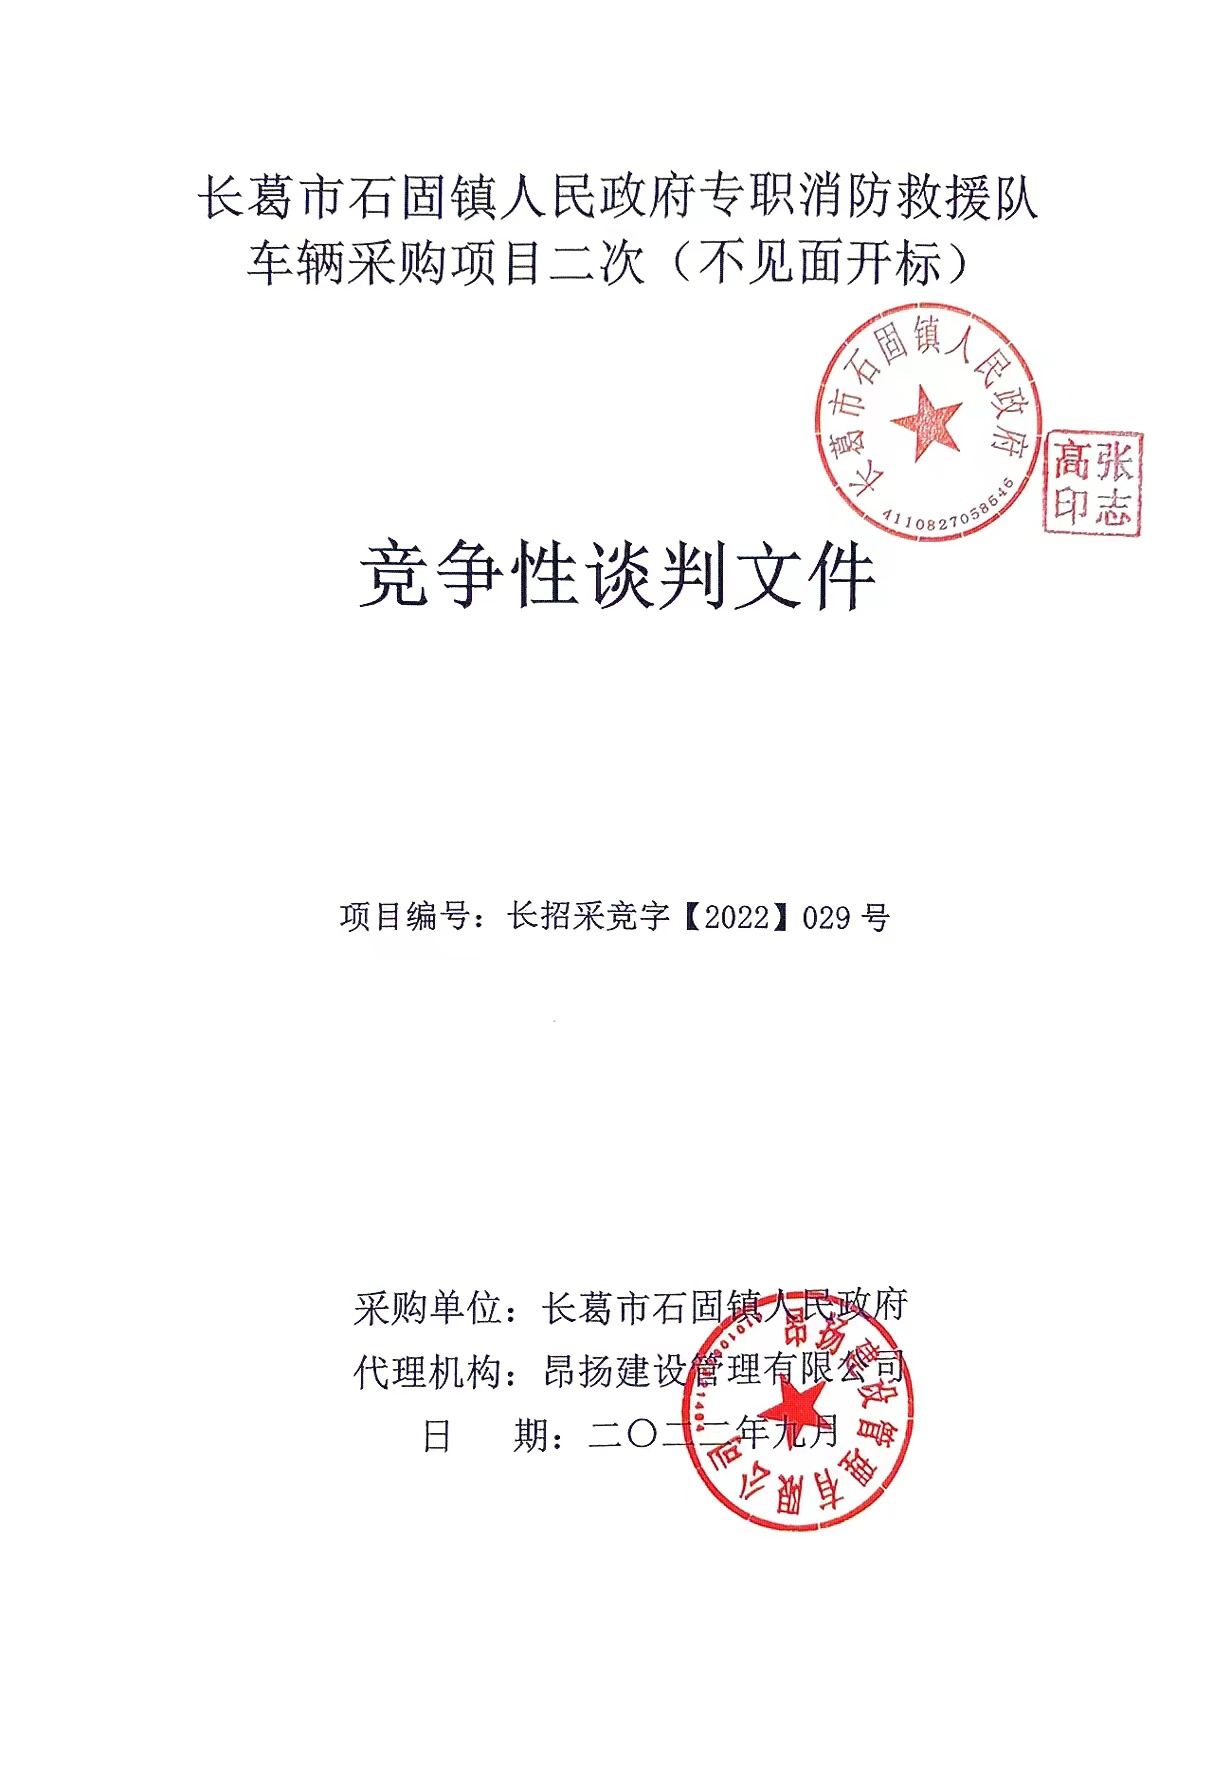 长葛市石固镇人民政府专职消防救援队
车辆采购项目二次（不见面开标）
长葛市石固镇人民政府
4110827058545
张志
高印
竞争性谈判文件
项目编号：长招采竞字【2022】029号
采购单位：长葛市石固镇人民政府
代理机构：昂扬建设管理有限公司
日 期：二〇二二年九月
昂扬建设管理有限公司